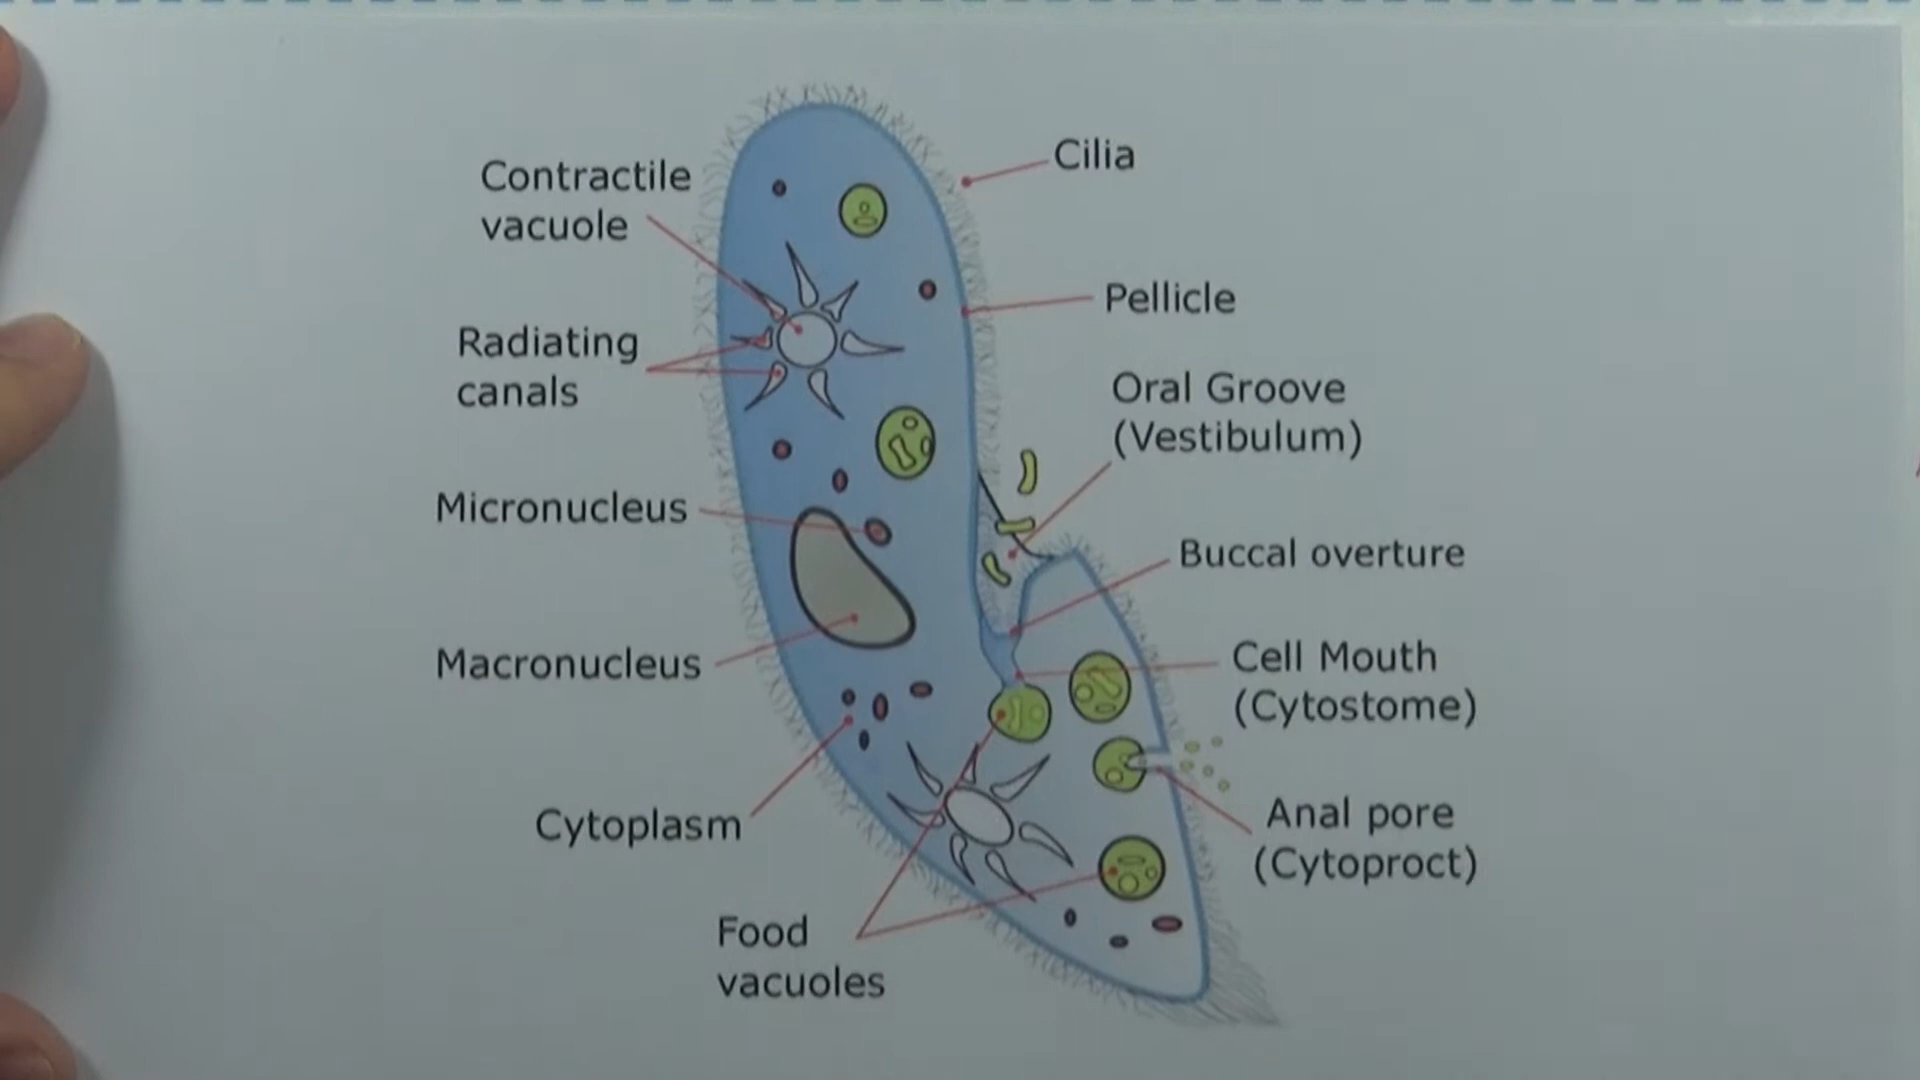 Contractile
vacuole
Radiating
canals
Micronucleus
Macronucleus
Cytoplasm
Food
vacuoles
Cilia
Pellicle
Oral Groove
(Vestibulum)
Buccal overture
Cell Mouth
(Cytostome)
Anal pore
(Cytoproct)